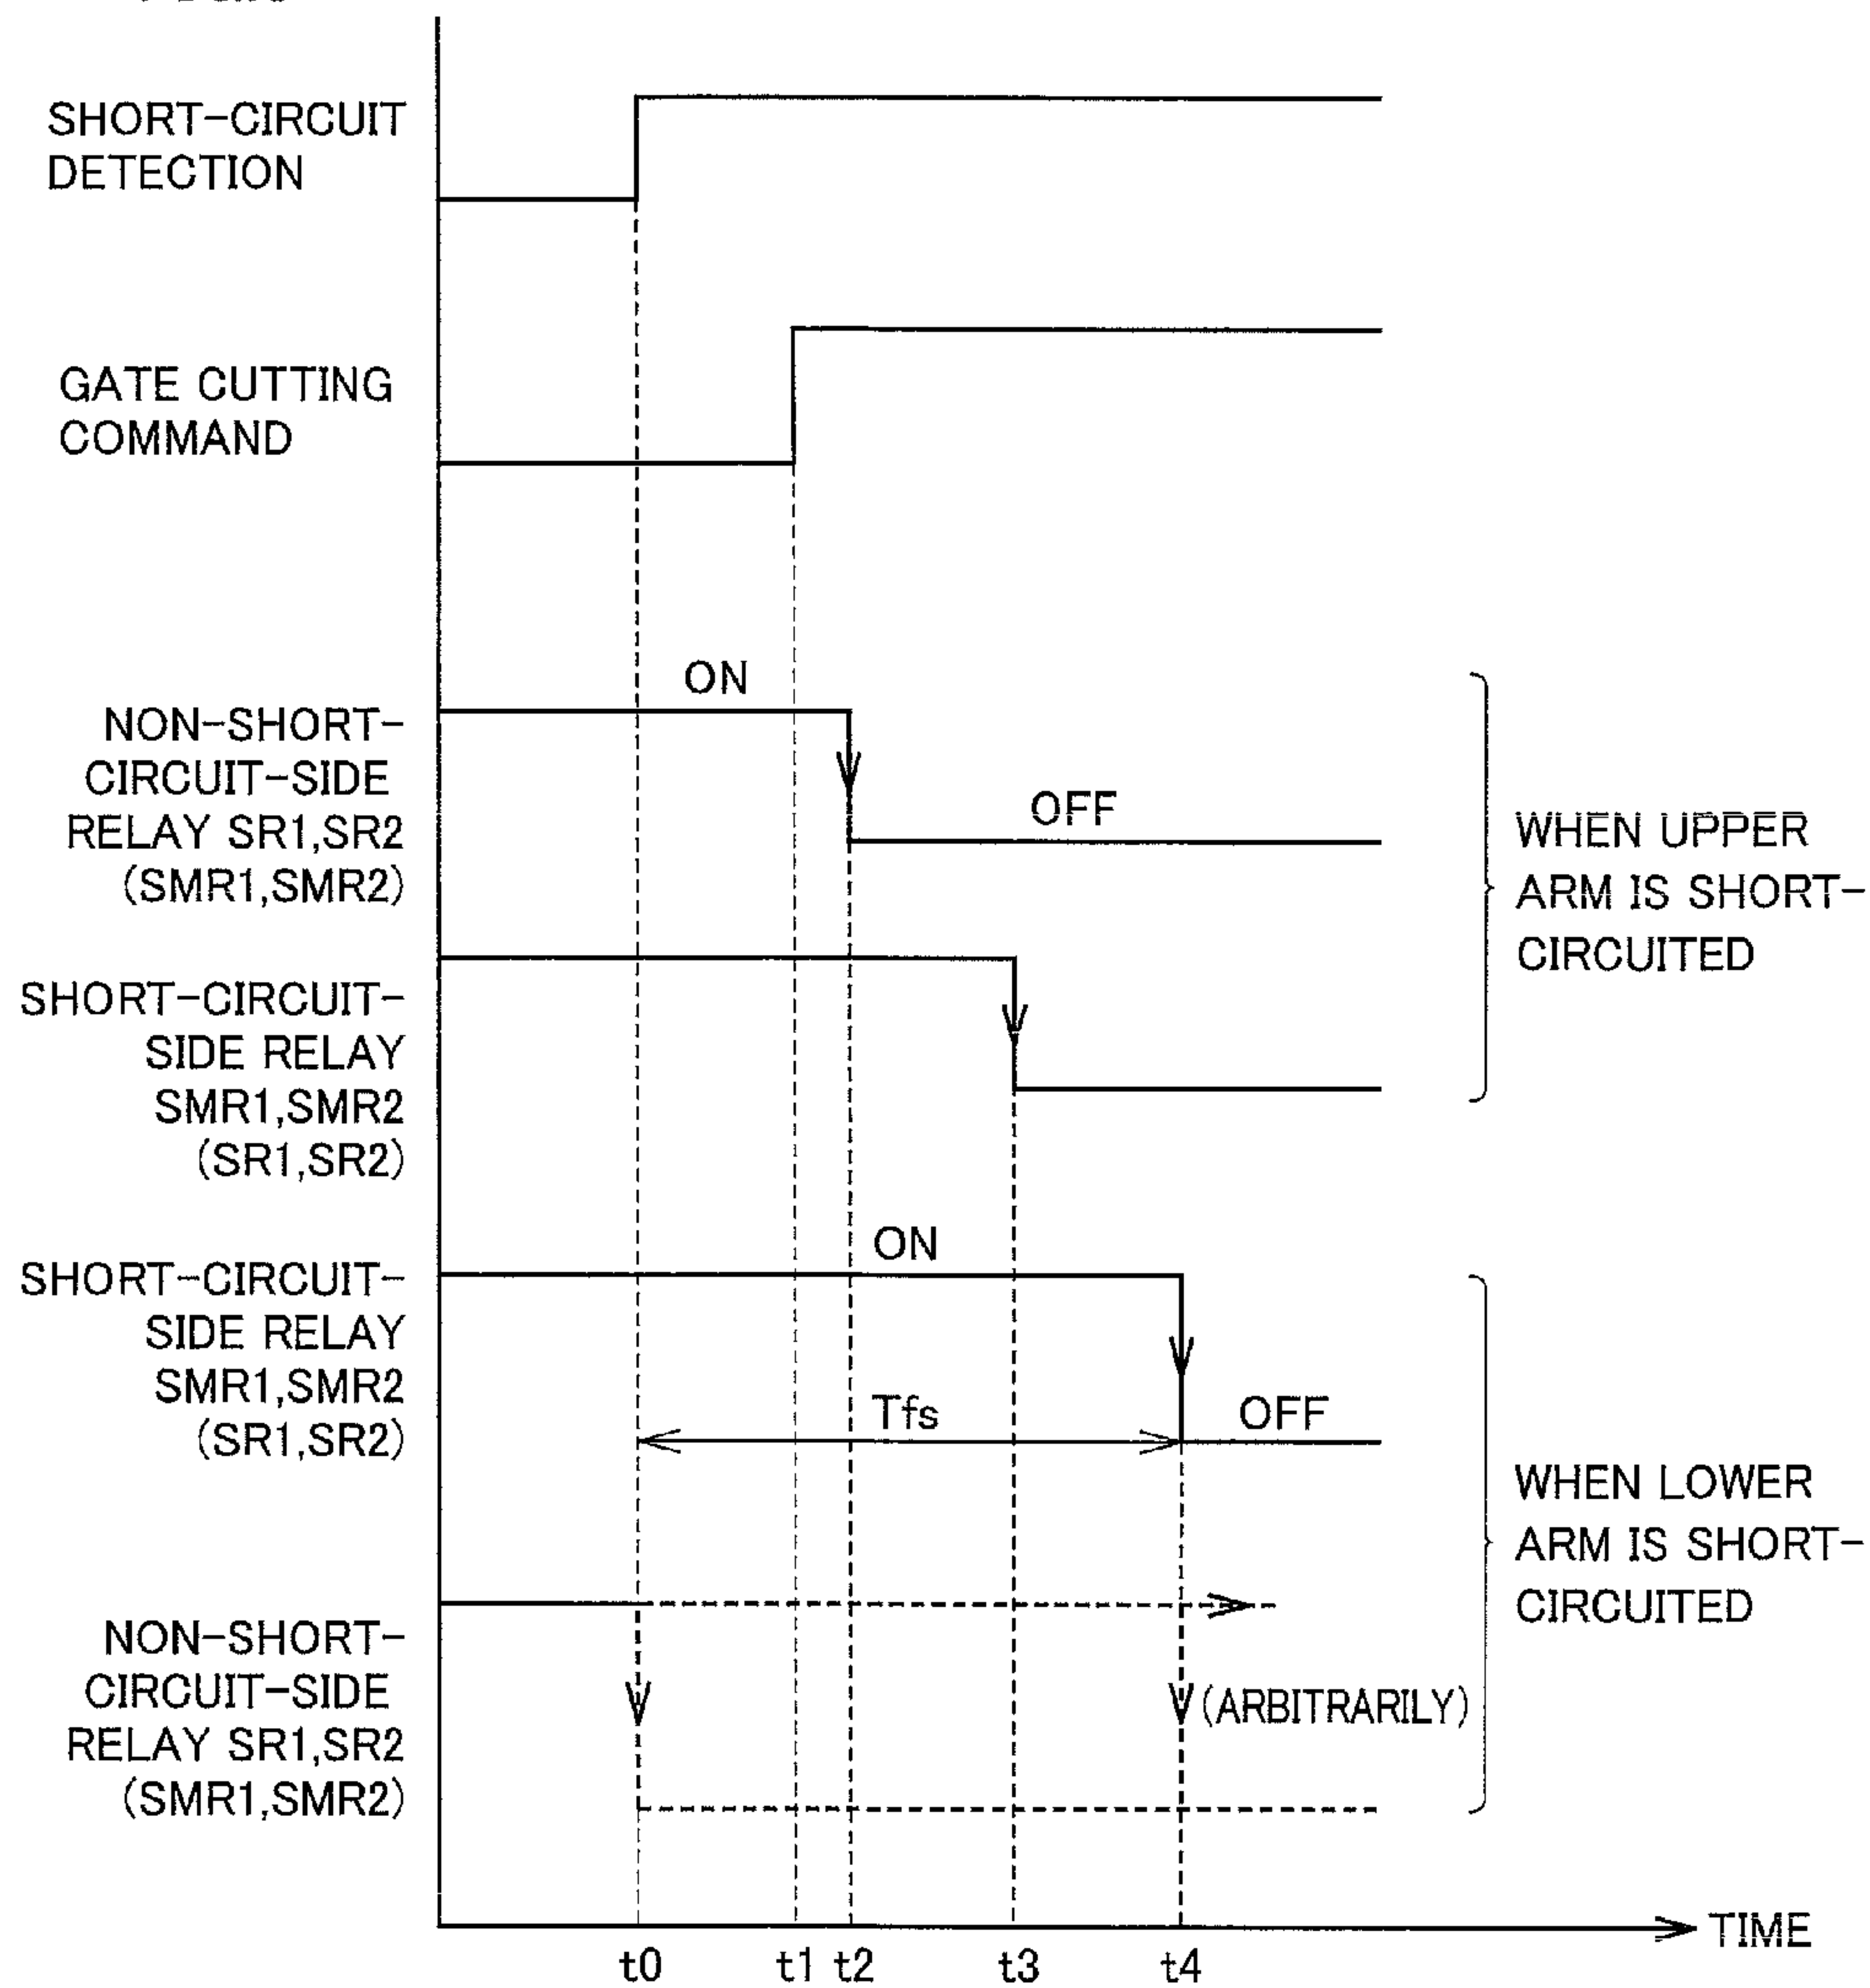 SHORT-CIRCUIT
DETECTION
GATE CUTTING
COMMAND
ON
NON-SHORT-
CIRCUIT-SIDE
RELAY SR1,SR2
(SMR1,SMR2)
OFF
WHEN UPPER
ARM IS SHORT-
CIRCUITED
SHORT-CIRCUIT-
SIDE RELAY
SMR1,SMR2
(SR1,SR2)
ON
SHORT-CIRCUIT-
SIDE RELAY
SMR1,SMR2
(SR1,SR2)
Tfs
OFF
WHEN LOWER
ARM IS SHORT-
CIRCUITED
NON-SHORT-
CIRCUIT-SIDE
RELAY SR1,SR2
(SMR1,SMR2)
(ARBITRARILY)
TIME
t0 t1 t2 t3 t4